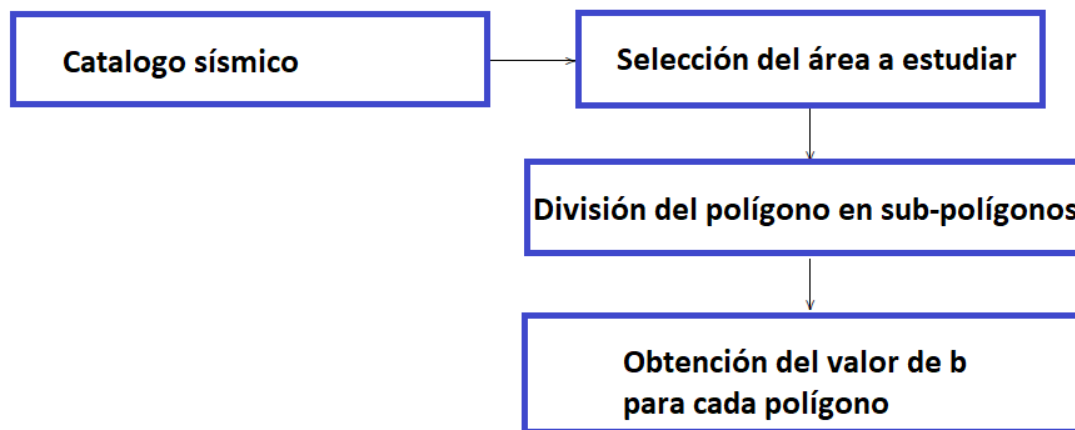 Catalogo sísmico
Selección del área a estudiar
División del polígono en sub-polígonos
Obtención del valor de b
para cada polígono